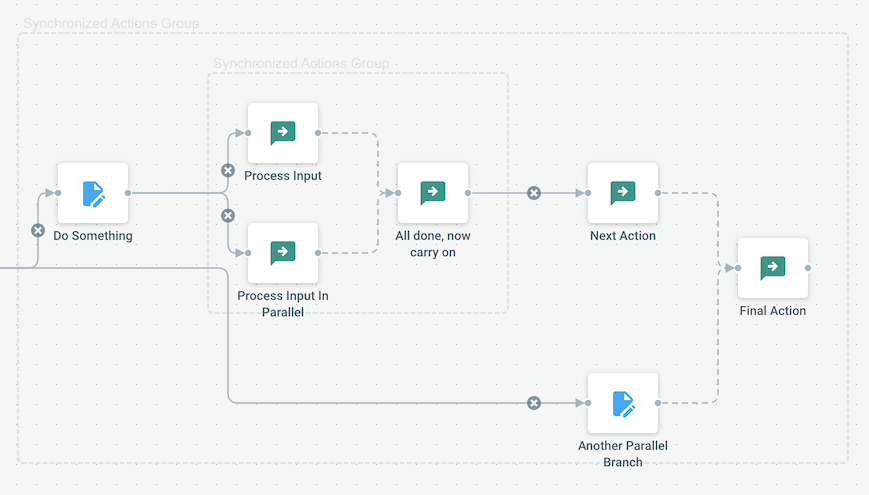 Synchronized Actions Group
Synchronized Actions Group
Process Input
Do Something
All done, now
carry on
Next Action
Process Input In
Parallel
Final Action
Another Parallel
Branch